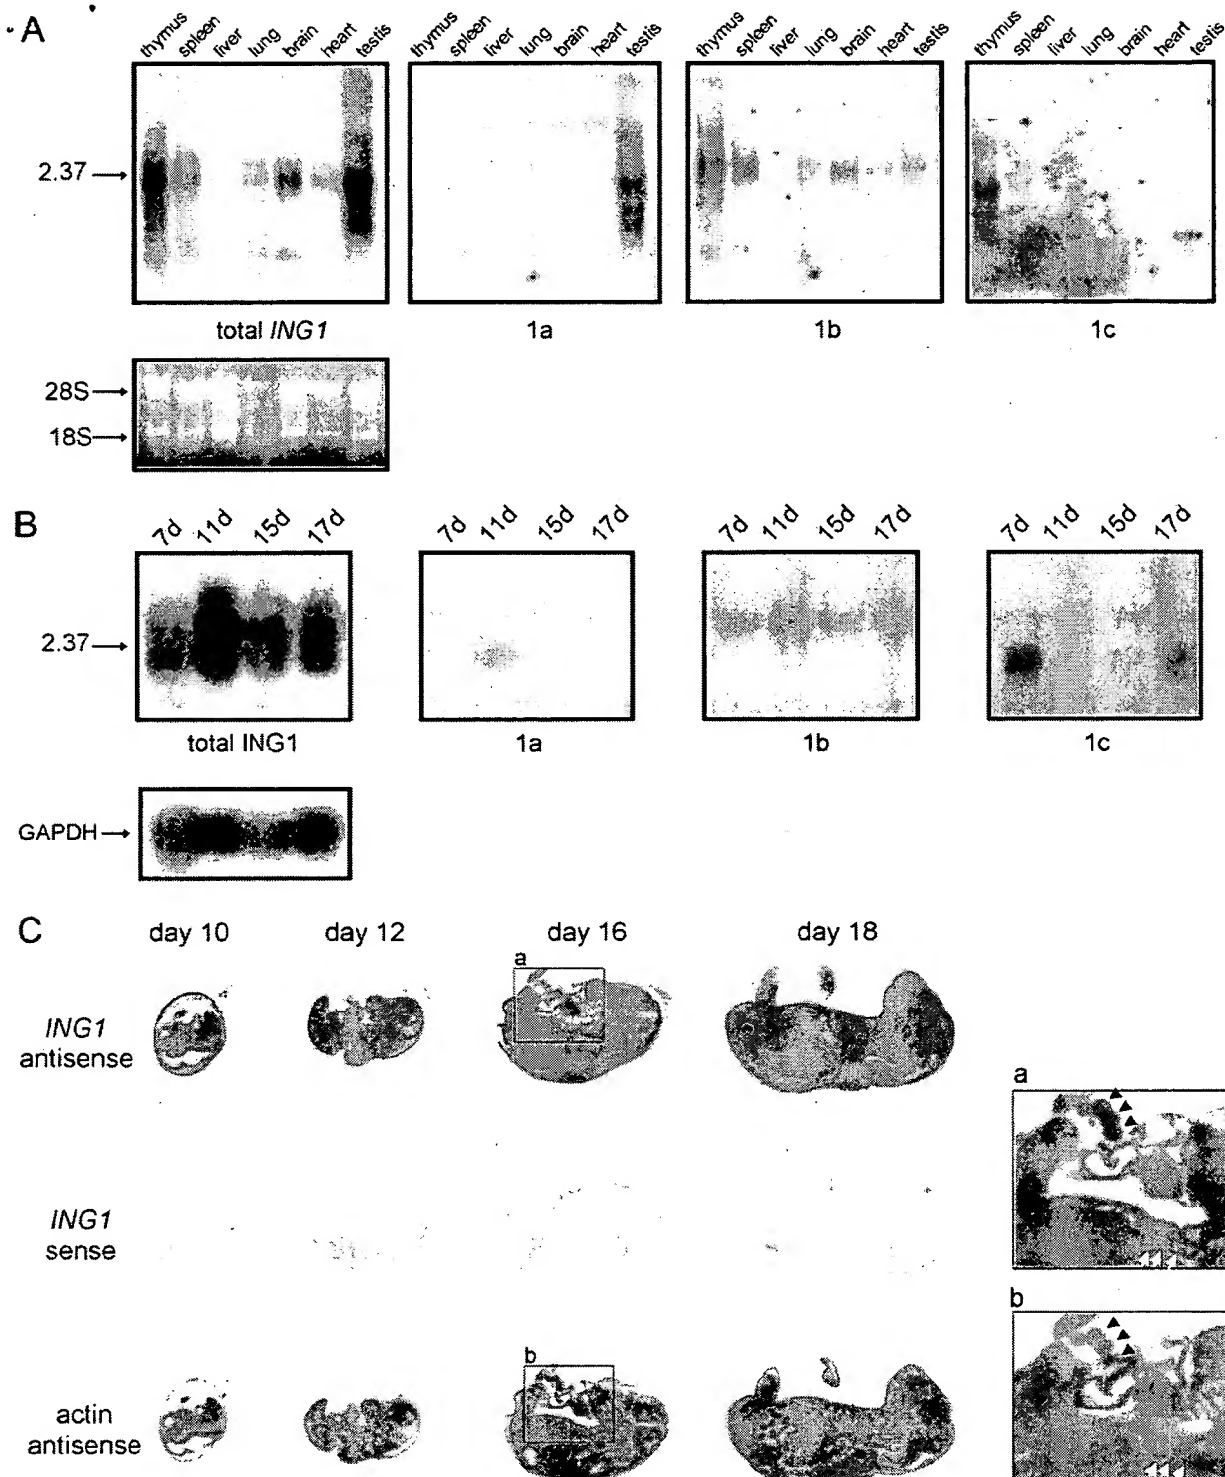 A
thymus spleen liver lung brain heart testis
thymus spleen liver lung brain heart testis
thymus spleen liver lung brain heart testis
thymus spleen liver lung brain heart testis
2.37
total ING1
1a
1b
1c
28S
18S
B
7d 11d 15d 17d
7d 11d 15d 17d
7d 11d 15d 17d
7d 11d 15d 17d
2.37
total ING1
1a
1b
1c
GAPDH
C
day 10
day 12
day 16
day 18
a
ING1
antisense
a
ING1
sense
b
b
actin
antisense